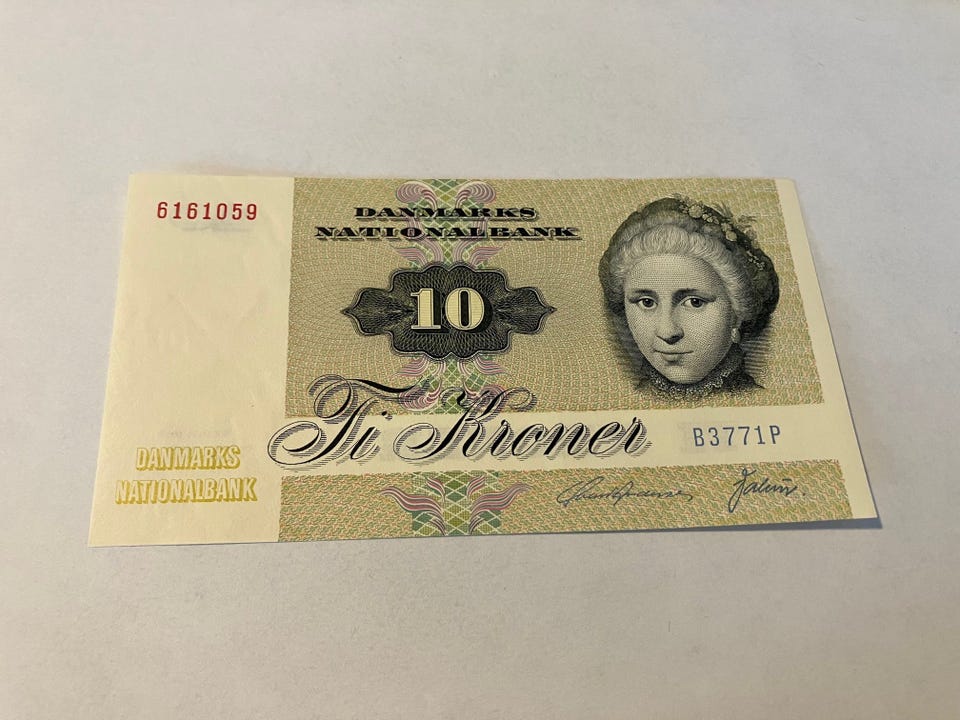 6161059
DANMARKS
NATIONALBANK
10
Ti Kroner
B3771P
DANMARKS
NATIONALBANK